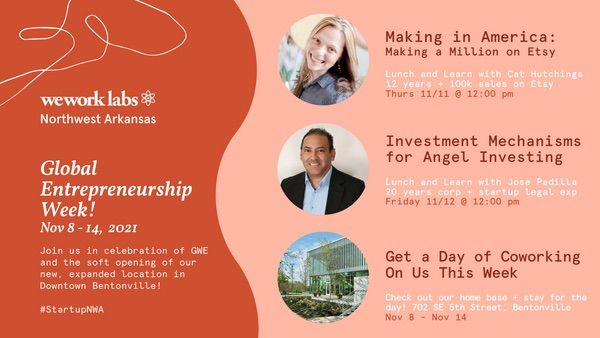 wework labs
Northwest Arkansas
Global
Entrepreneurship
Week!
Nov 8 - 14, 2021
Join us in celebration of GWE
and the soft opening of our
new, expanded location in
Downtown Bentonville!
#StartupNWA
Making in America:
Making a Million on Etsy
Lunch and Learn with Cat Hutchings
12 years + 100k sales on Etsy
Thurs 11/11 @ 12:00 pm
Investment Mechanisms
for Angel Investing
Lunch and Learn with Jose Padilla
20 years corp + startup legal exp
Friday 11/12 @ 12:00 pm
Get a Day of Coworking
On Us This Week
Check out our home base + stay for the
day! 702 SE 5th Street, Bentonville
Nov 8 - Nov 14